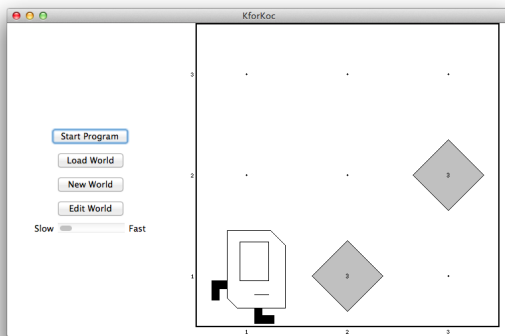 KforKoc
Start Program
Load World
New World
Edit World
Slow Fast
3
2
3
1
3
1 2 3